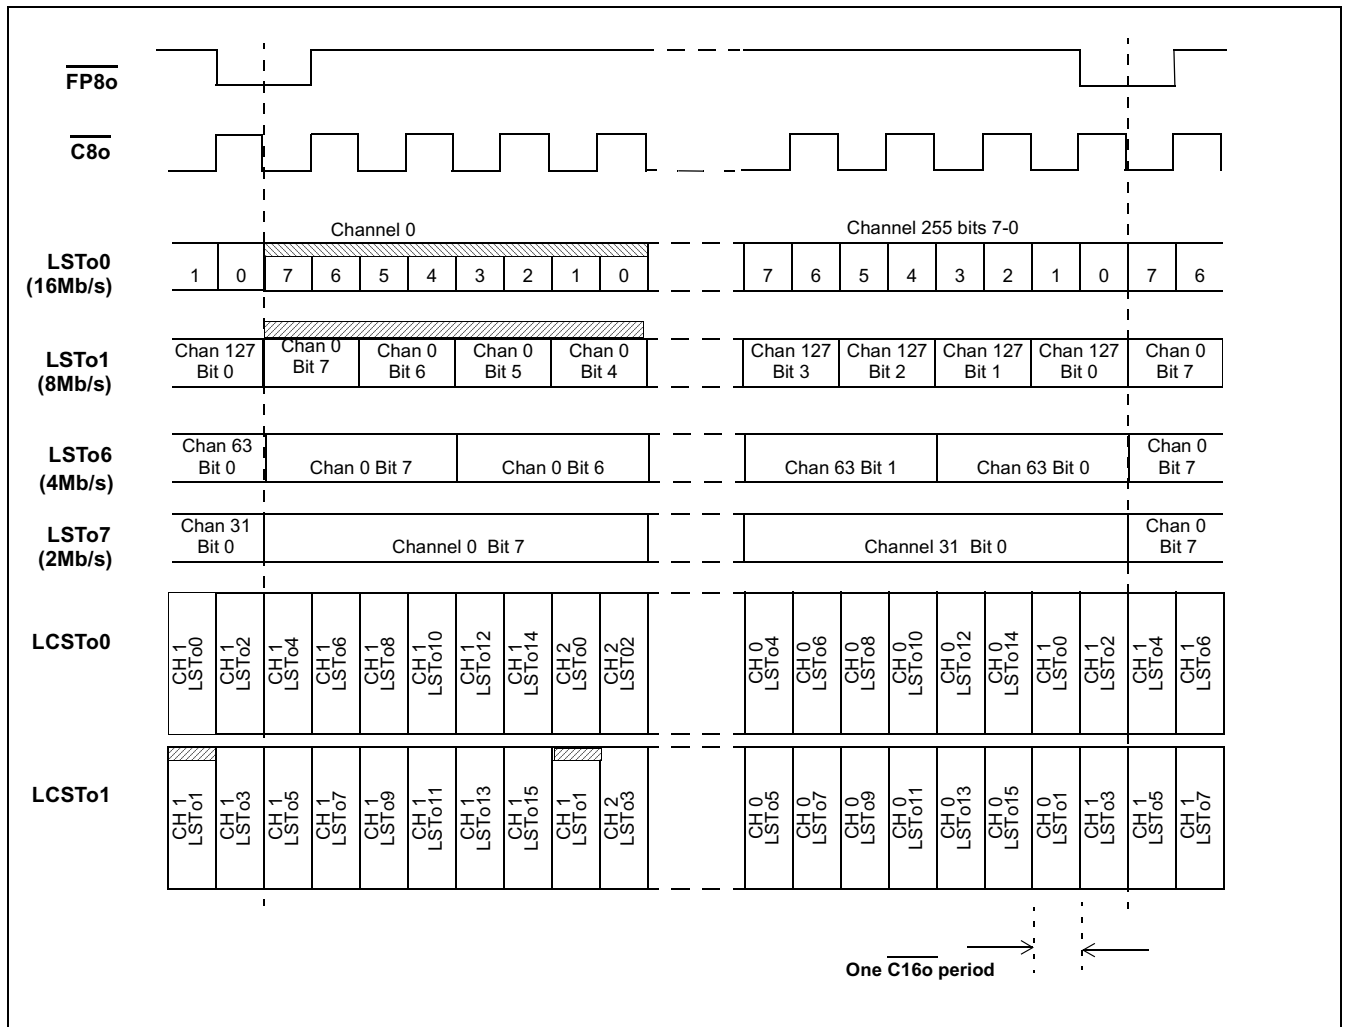 FP8o
C8o
Channel 0
Channel 255 bits 7-0
LSTo0
(16Mb/s)
1 0 7 6 5 4 3 2 1 0 7 6 5 4 3 2 1 0 7 6
LSTo1
(8Mb/s)
Chan 127 Chan 0 Chan 0 Chan 0 Chan 0 Chan 127 Chan 127 Chan 127 Chan 127 Chan 0
Bit 0 Bit 7 Bit 6 Bit 5 Bit 4 Bit 3 Bit 2 Bit 1 Bit 0 Bit 7
LSTo6
(4Mb/s)
Chan 63 Chan 0
Bit 0 Chan 0 Bit 7 Chan 0 Bit 6 Chan 63 Bit 1 Chan 63 Bit 0 Bit 7
LSTo7
(2Mb/s)
Chan 31 Chan 0
Bit 0 Channel 0 Bit 7 Channel 31 Bit 0 Bit 7
LCSTo0
CH 1
LSTo0
CH 1
LSTo2
CH 1
LSTo4
CH 1
LSTo6
CH 1
LSTo8
CH 1
LSTo10
CH 1
LSTo12
CH 1
LSTo14
CH 2
LSTo0
CH 2
LST02
CH 0
LSTo4
CH 0
LSTo6
CH 0
LSTo8
CH 0
LSTo10
CH 0
LSTo12
CH 0
LSTo14
CH 1
LSTo0
CH 1
LSTo2
CH 1
LSTo4
CH 1
LSTo6
LCSTo1
CH 1
LSTo1
CH 1
LSTo3
CH 1
LSTo5
CH 1
LSTo7
CH 1
LSTo9
CH 1
LSTo11
CH 1
LSTo13
CH 1
LSTo15
CH 1
LSTo1
CH 2
LSTo3
CH 0
LSTo5
CH 0
LSTo7
CH 0
LSTo9
CH 0
LSTo11
CH 0
LSTo13
CH 0
LSTo15
CH 0
LSTo1
CH 1
LSTo3
CH 1
LSTo5
CH 1
LSTo7
One C16o period